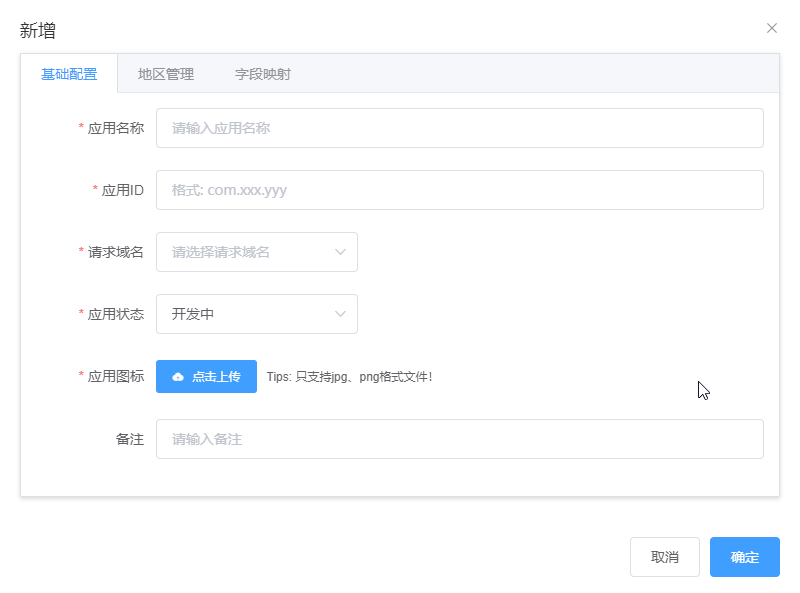 新增
基础配置 地区管理 字段映射
* 应用名称 请输入应用名称
* 应用ID 格式: com.xxx.yyy
* 请求域名 请选择请求域名
* 应用状态 开发中
* 应用图标 点击上传 Tips: 只支持jpg、png格式文件!
备注 请输入备注
取消 确定